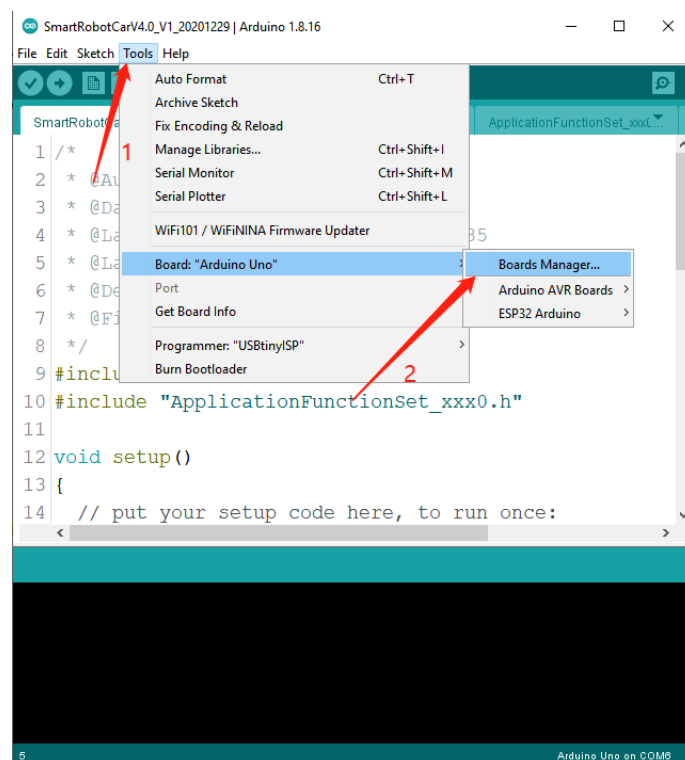 SmartRobotCarV4.0_V1_20201229 | Arduino 1.8.16
File Edit Sketch Tools Help
Auto Format Ctrl+T
Archive Sketch
SmartRobotCa
Fix Encoding & Reload
ApplicationFunctionSet_xxx
1 /*
Manage Libraries... Ctrl+Shift+I
1
2 * @Au
Serial Monitor Ctrl+Shift+M
3 * @Da
Serial Plotter Ctrl+Shift+L
4 * @La
WiFi101 / WiFiNINA Firmware Updater
35
5 * @La
Board: "Arduino Uno"
Boards Manager...
6 * @De
Port
Arduino AVR Boards
7 * @Fi
Get Board Info
ESP32 Arduino
8 */
Programmer: "USBtinyISP"
9 #inclu
Burn Bootloader
2
10 #include "ApplicationFunctionSet_xxx0.h"
11
12 void setup()
13 {
14 // put your setup code here, to run once:
5
Arduino Uno on COM6